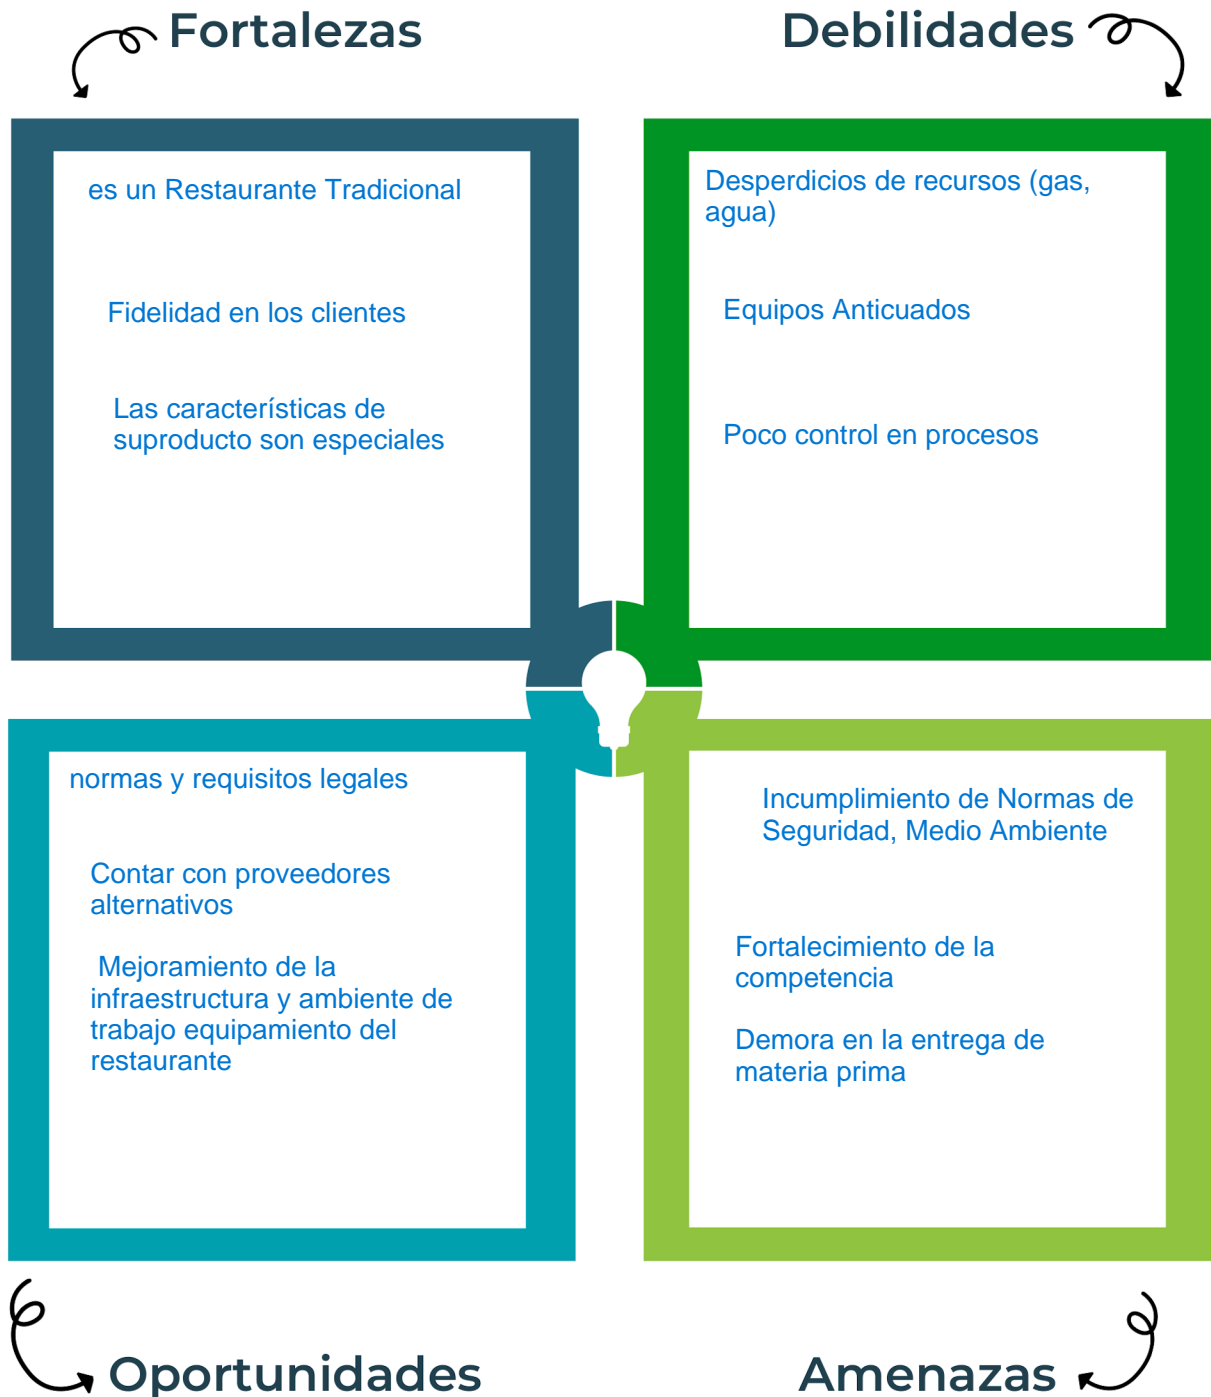 Fortalezas
es un Restaurante Tradicional
Fidelidad en los clientes
Las características de
suproducto son especiales
Debilidades
Desperdicios de recursos (gas,
agua)
Equipos Anticuados
Poco control en procesos
normas y requisitos legales
Contar con proveedores
alternativos
Mejoramiento de la
infraestructura y ambiente de
trabajo equipamiento del
restaurante
Oportunidades
Incumplimiento de Normas de
Seguridad, Medio Ambiente
Fortalecimiento de la
competencia
Demora en la entrega de
materia prima
Amenazas